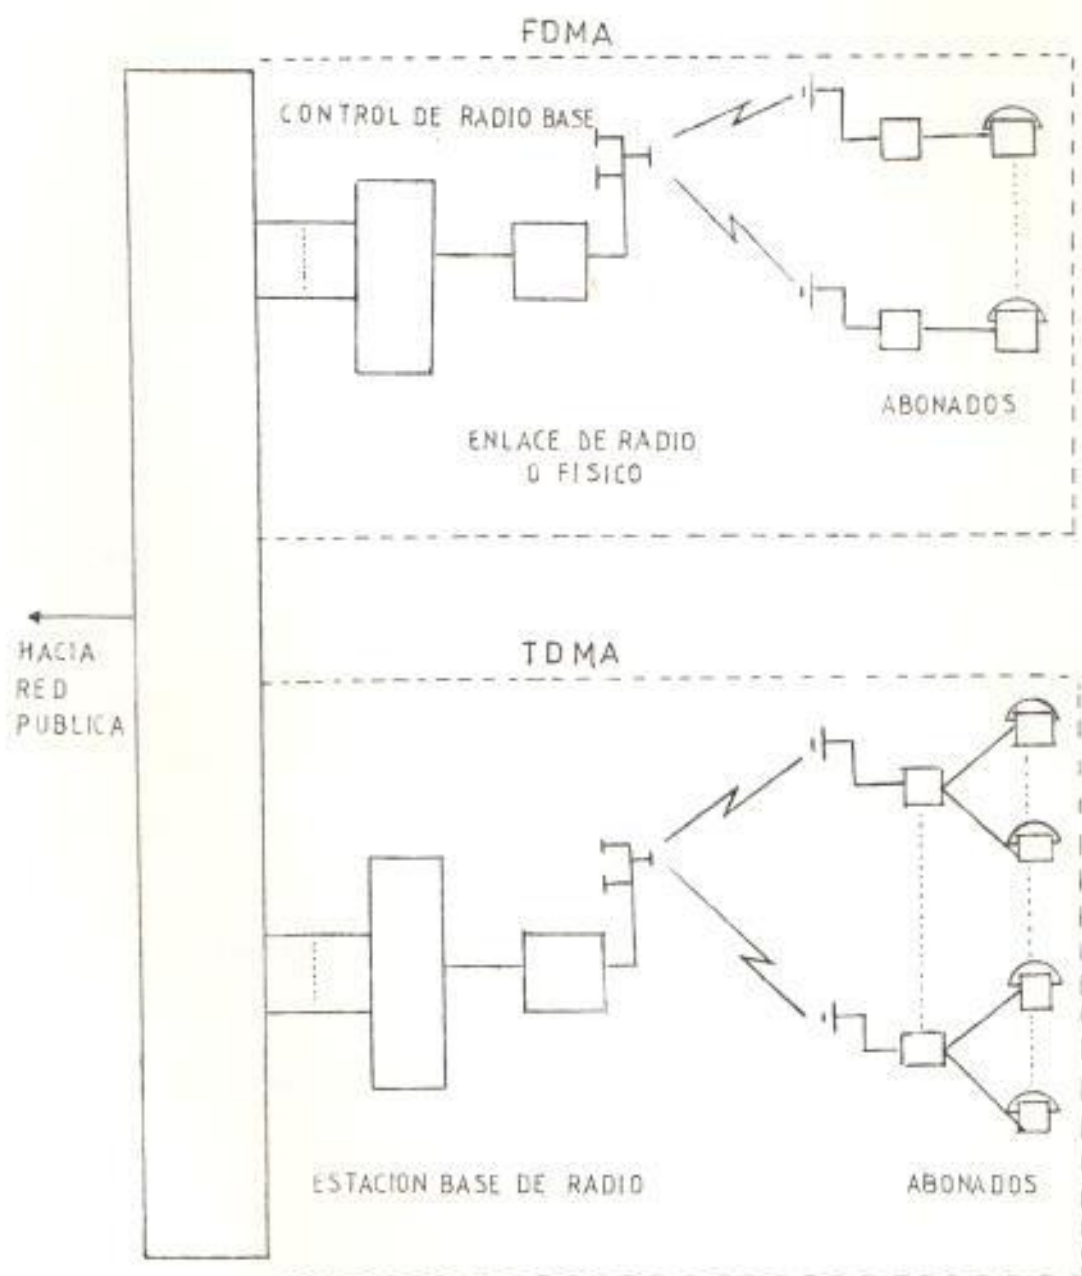 FDMA
CONTROL DE RADIO BASE
ABONADOS
ENLACE DE RADIO
O FISICO
HACIA
RED
PUBLICA
TDMA
ESTACION BASE DE RADIO
ABONADOS